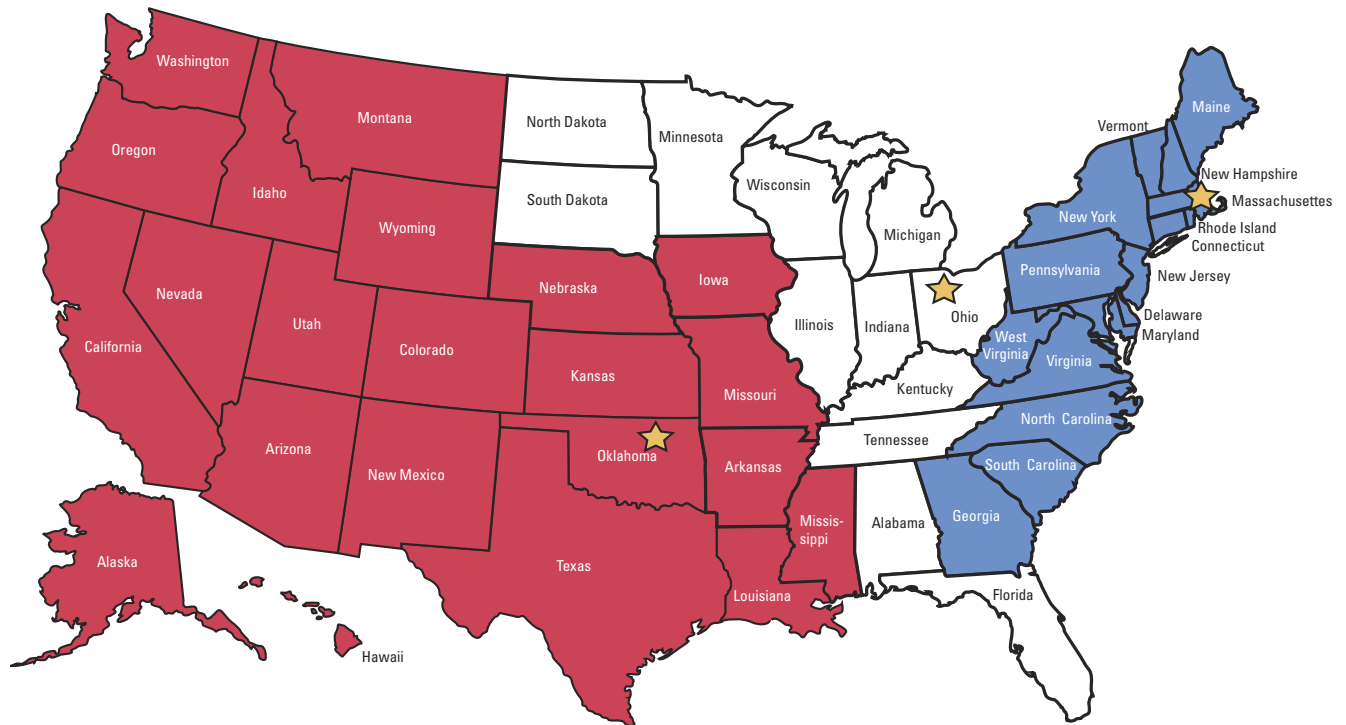 Washington
Montana
Maine
Vermont
North Dakota
Minnesota
Oregon
New Hampshire
Idaho
Wisconsin
South Dakota
Massachusettes
New York
Wyoming
Rhode Island
Michigan
Connecticut
Pennsylvania
New Jersey
Nebraska
Iowa
Nevada
Delaware
Ohio
Utah
Illinois
Indiana
Maryland
West
Virginia
California
Colorado
Virginia
Kansas
Kentucky
Missouri
North Carolina
Tennessee
Arizona
Oklahoma
South Carolina
Arkansas
New Mexico
Georgia
Missis-
sippi
Alabama
Alaska
Texas
Louisiana
Florida
Hawaii